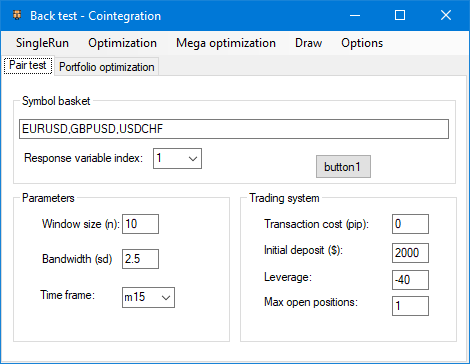 Back test - Cointegration
SingleRun Optimization Mega optimization Draw Options
Pair test Portfolio optimization
Symbol basket
EURUSD,GBPUSD,USDCHF
Response variable index: 1
button1
Parameters
Window size (n): 10
Bandwidth (sd) 2.5
Time frame: m15
Trading system
Transaction cost (pip): 0
Initial deposit ($): 2000
Leverage: -40
Max open positions: 1